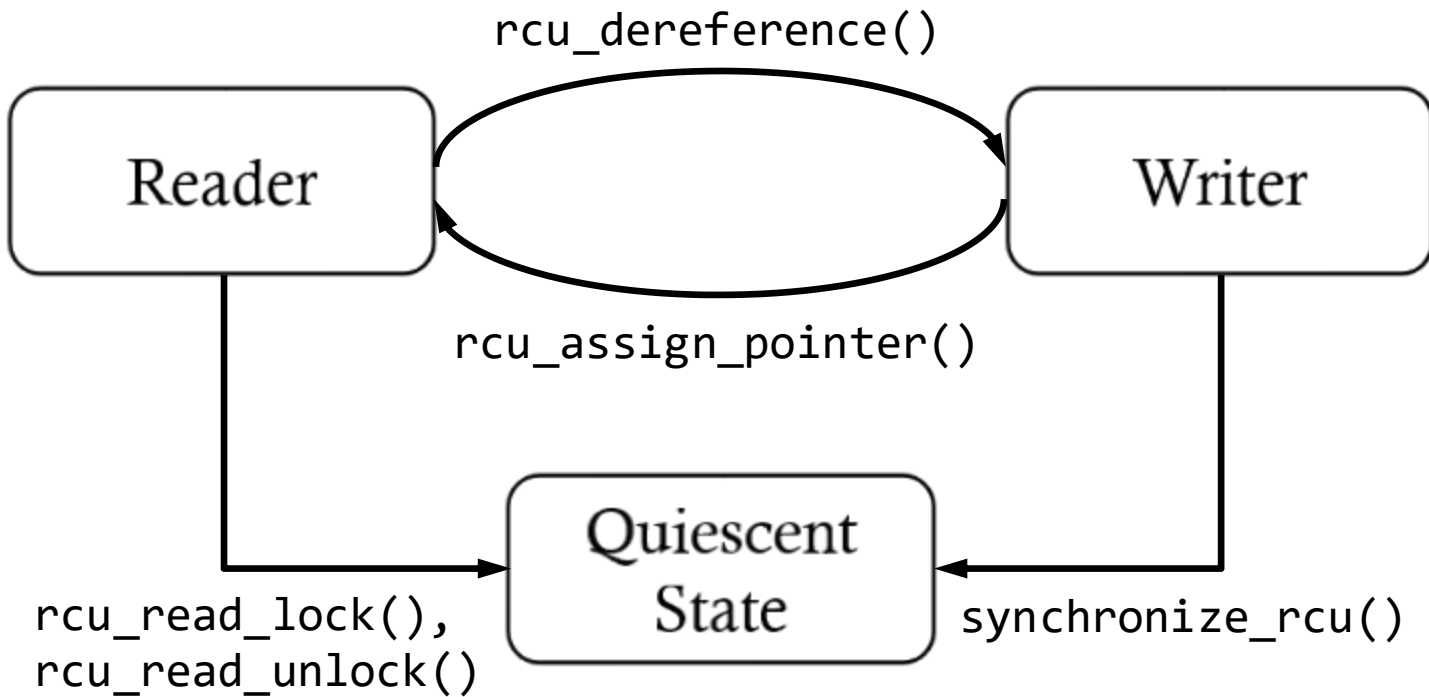 rcu_dereference()
Reader
Writer
rcu_assign_pointer()
Quiescent
State
rcu_read_lock(),
rcu_read_unlock()
synchronize_rcu()